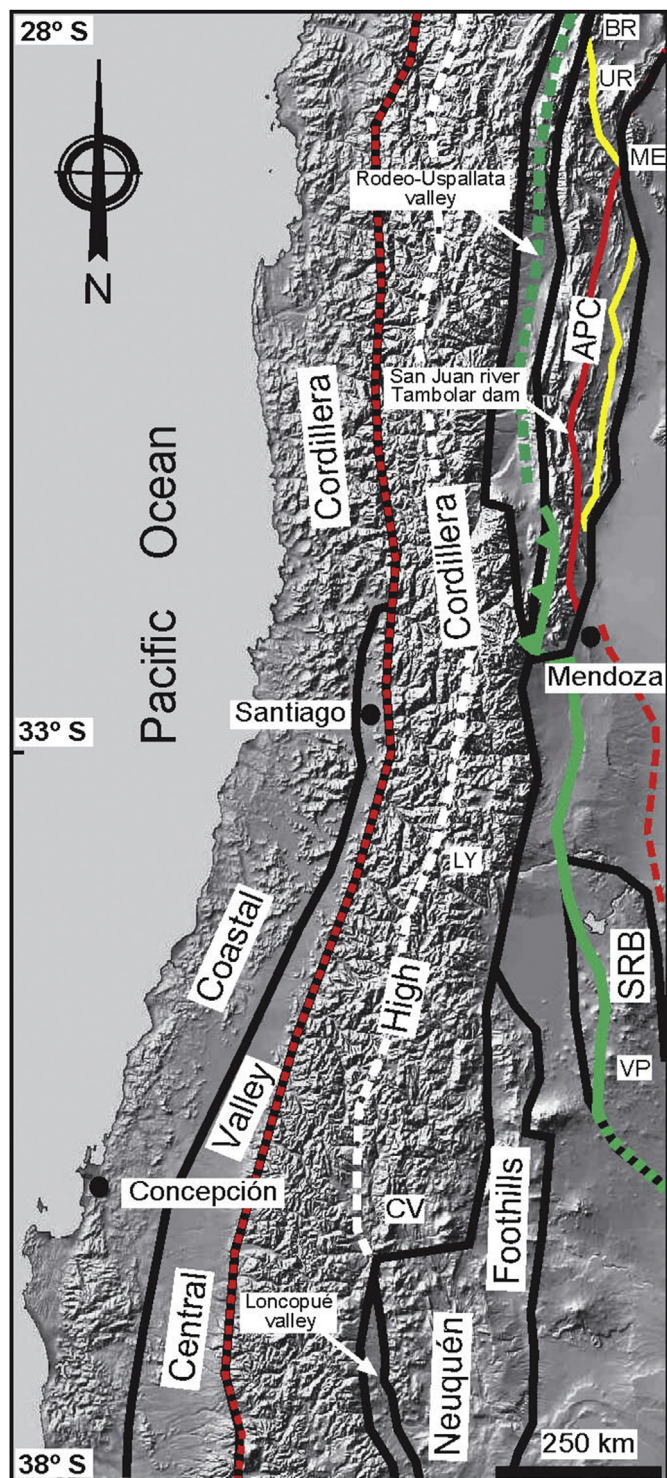 28º S
BR
UR
ME
Rodeo-Uspallata
valley
N
APC
San Juan river
Tambolar dam
Cordillera
Pacific Ocean
Cordillera
Mendoza
Santiago
33º S
LY
Coastal
High
SRB
VP
Valley
Concepción
CV
Foothills
Central
Loncopué
valley
Neuquén
250 km
38º S